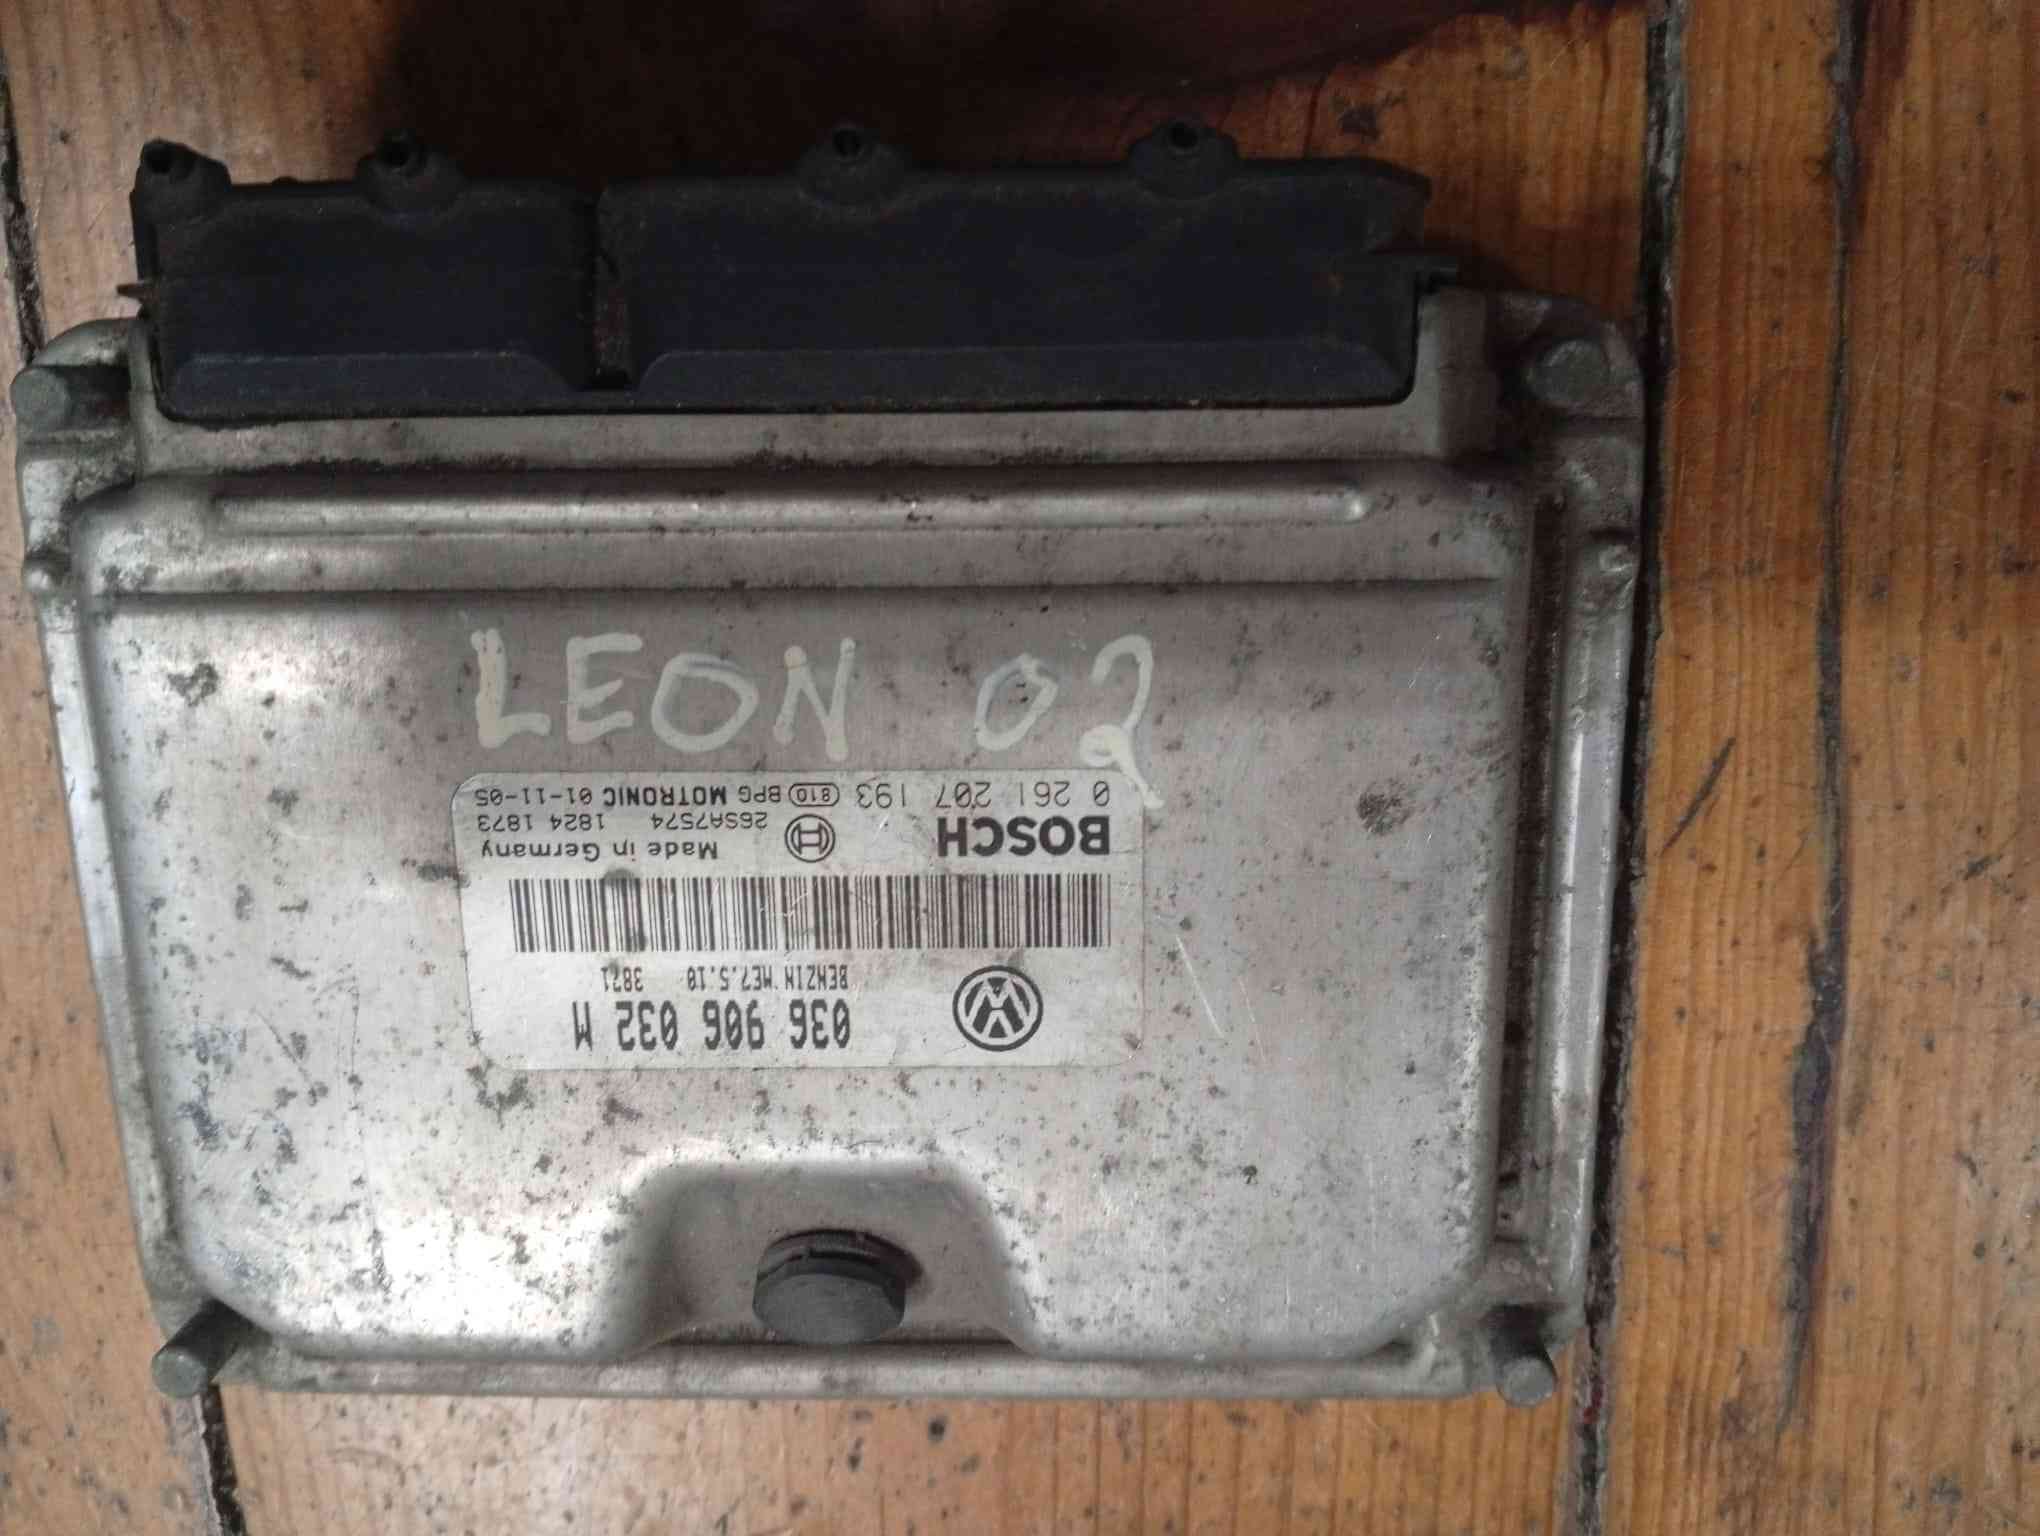 LEON 02
036 906 032 M
BENZIN ME7.5.10 3871
BOSCH
Made in Germany
26SA7574 1824 1873
0 261 207 193 810 BPG MOTRONIC 01-11-05